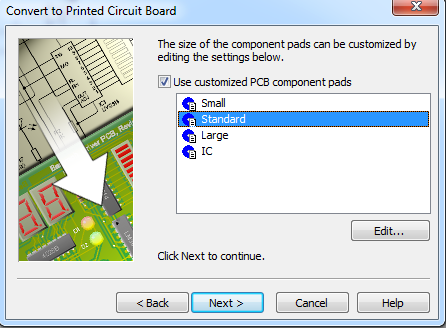 Convert to Printed Circuit Board
The size of the component pads can be customized by
editing the settings below.
Use customized PCB component pads
Small
Standard
Large
IC
Edit...
Click Next to continue.
< Back
Next >
Cancel
Help